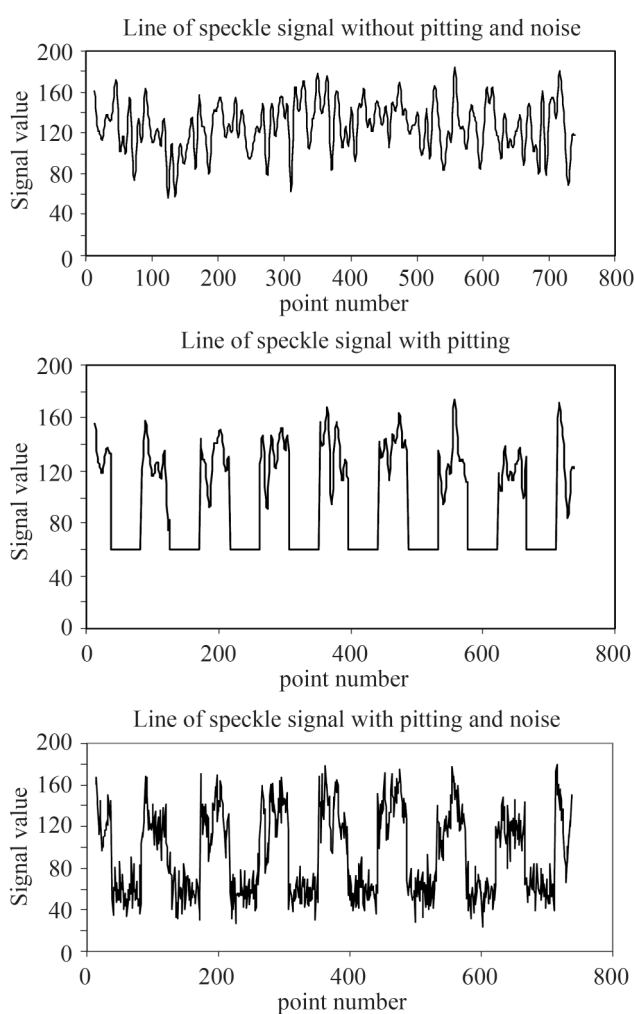 Line of speckle signal without pitting and noise
200
160
120
80
40
0
Signal value
0 100 200 300 400 500 600 700 800
point number
Line of speckle signal with pitting
200
160
120
80
40
0
Signal value
0 200 400 600 800
point number
Line of speckle signal with pitting and noise
200
160
120
80
40
0
Signal value
0 200 400 600 800
point number